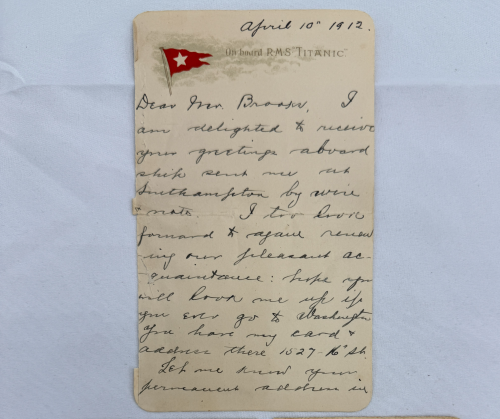 April 10" 1912.
On board R.M.S. "TITANIC"
Dear Mr. Brooks, I
am delighted to receive
your greetings aboard
ship sent me at
Southampton by wire
& note. I too look
forward to again renew
-ing our pleasant ac-
quaintance: hope you
will look me up if
you ever go to Washington
You have my card &
address there 1527-16" St.
Let me know your
permanent address in